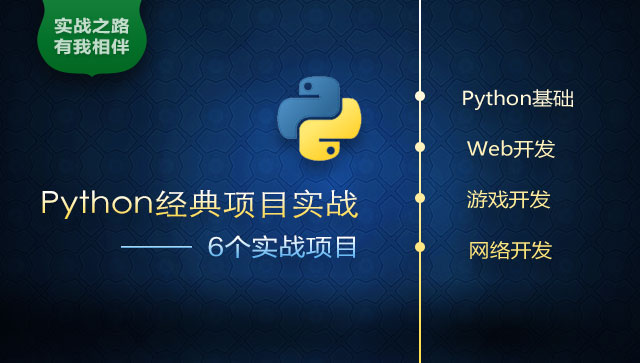 实战之路
有我相伴
Python经典项目实战
6个实战项目
Python基础
Web开发
游戏开发
网络开发